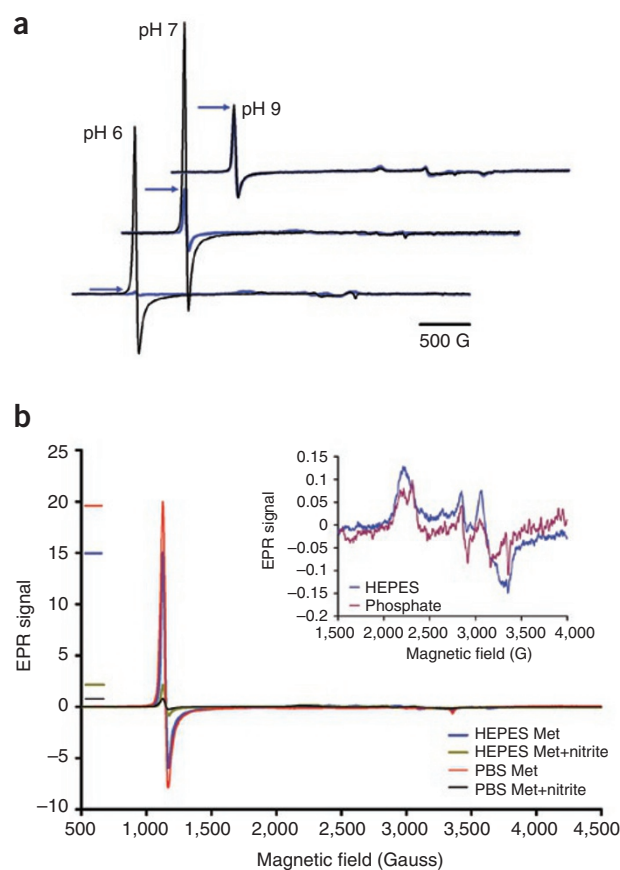 a
pH 7
pH 9
pH 6
500 G
b
25
20
15
10
5
0
−5
−10
EPR signal
500
1,000
1,500
2,000
2,500
3,000
3,500
4,000
4,500
Magnetic field (Gauss)
0.15
0.1
0.05
0
−0.05
−0.1
−0.15
−0.2
EPR signal
HEPES
Phosphate
1,500
2,000
2,500
3,000
3,500
4,000
Magnetic field (G)
HEPES Met
HEPES Met+nitrite
PBS Met
PBS Met+nitrite